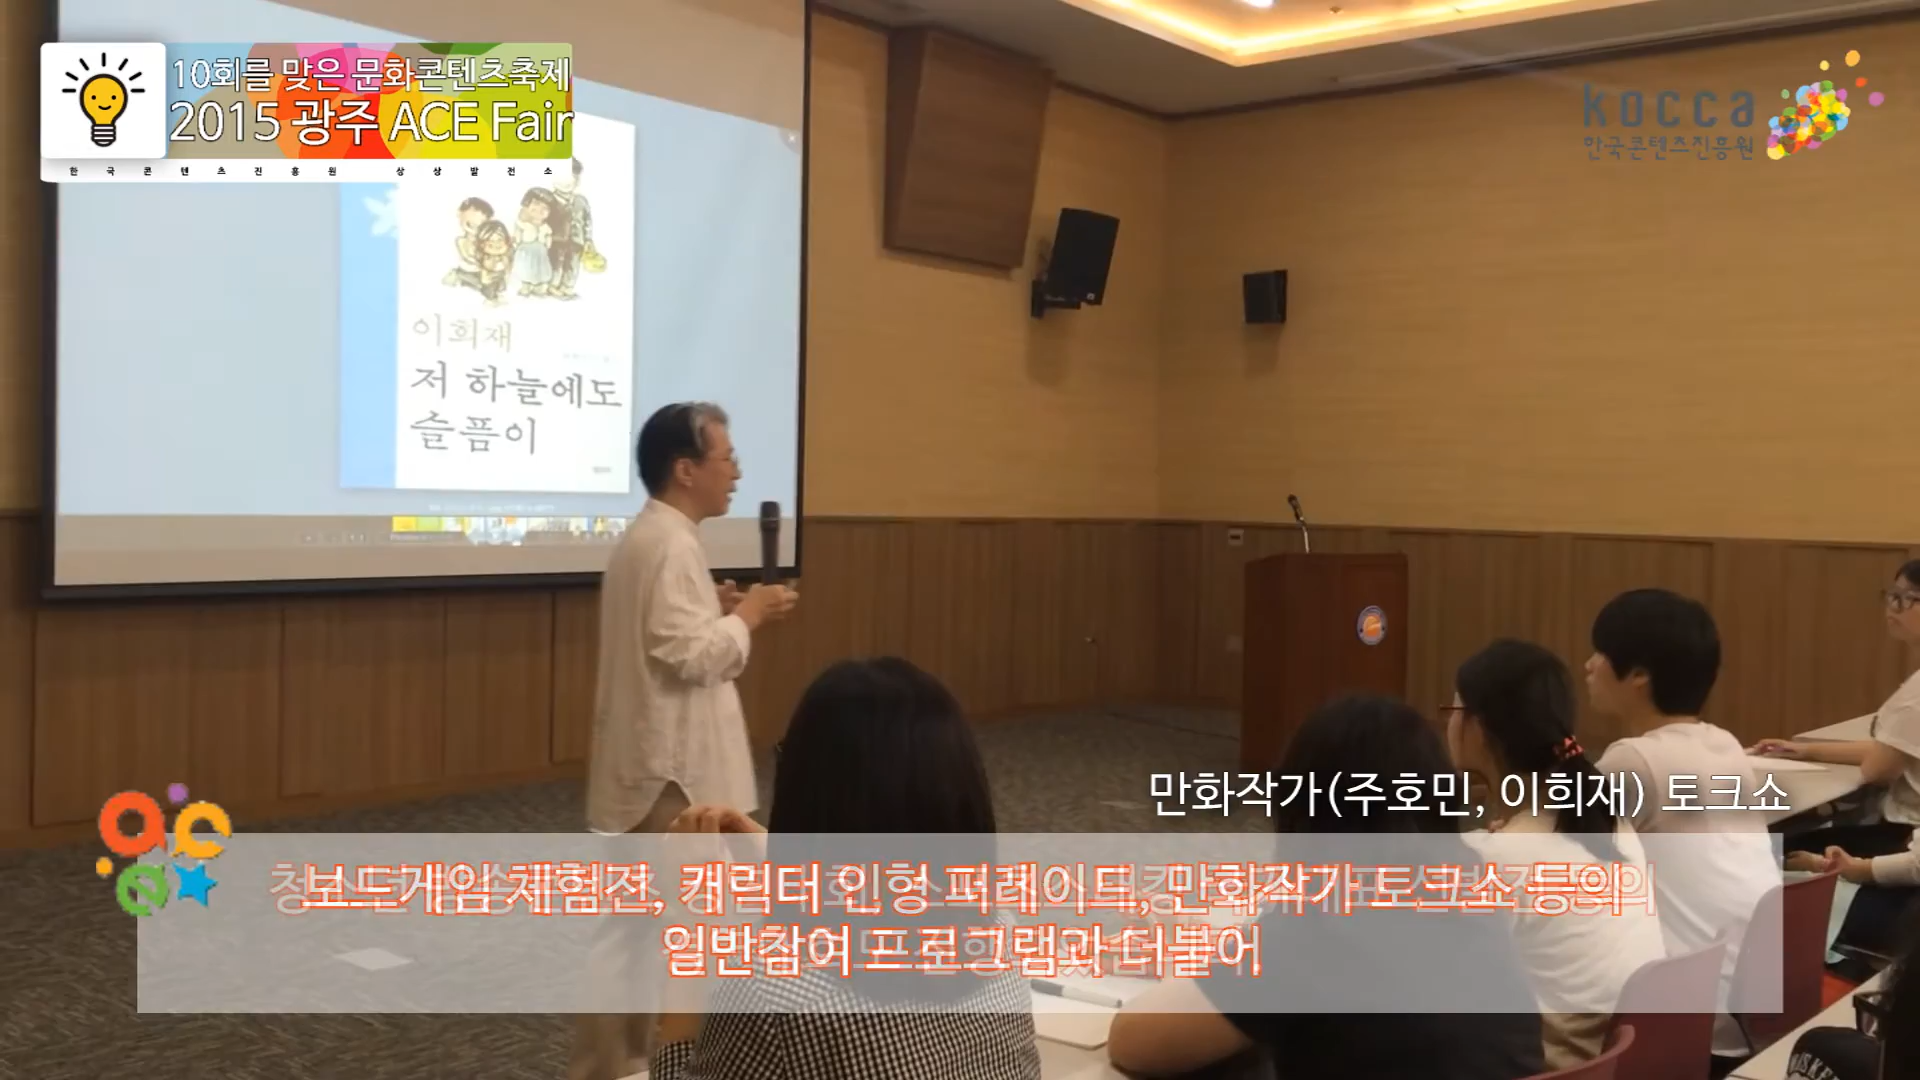 10회를 맞은 문화콘텐츠축제
2015 광주 ACE Fair
한국콘텐츠진흥원 상상발전소
kocca
한국콘텐츠진흥원
이희재
저 하늘에도
슬픔이
만화작가(주호민, 이희재) 토크쇼
보드게임 체험전, 캐릭터 인형 퍼레이드, 만화작가 토크쇼 등의
일반참여 프로그램과 더불어